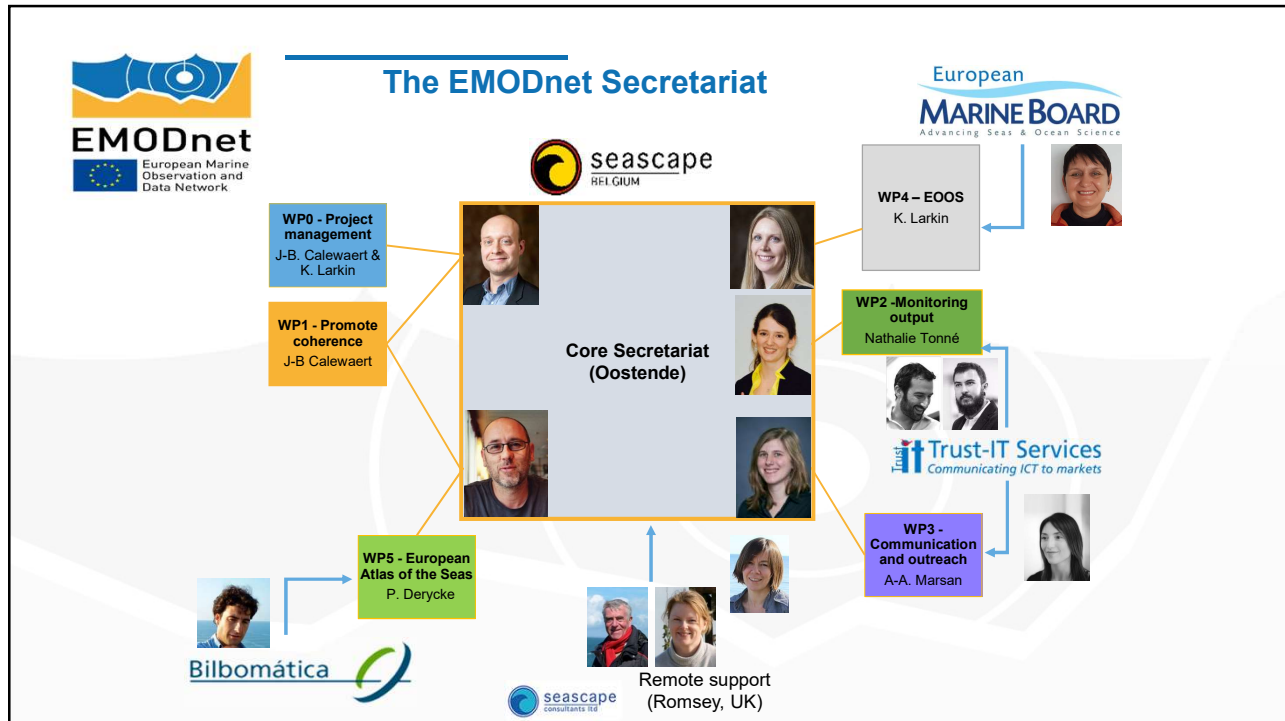 The EMODnet Secretariat
EMODnet
European Marine
Observation and
Data Network
seascape
BELGIUM
European
MARINE BOARD
Advancing Seas & Ocean Science
WP0 - Project
management
J-B. Calewaert &
K. Larkin
WP1 - Promote
coherence
J-B Calewaert
Core Secretariat
(Oostende)
WP4 – EOOS
K. Larkin
WP2 -Monitoring
output
Nathalie Tonné
Trust
it Trust-IT Services
Communicating ICT to markets
WP3 -
Communication
and outreach
A-A. Marsan
WP5 - European
Atlas of the Seas
P. Derycke
Bilbomática
seascape
consultants ltd
Remote support
(Romsey, UK)